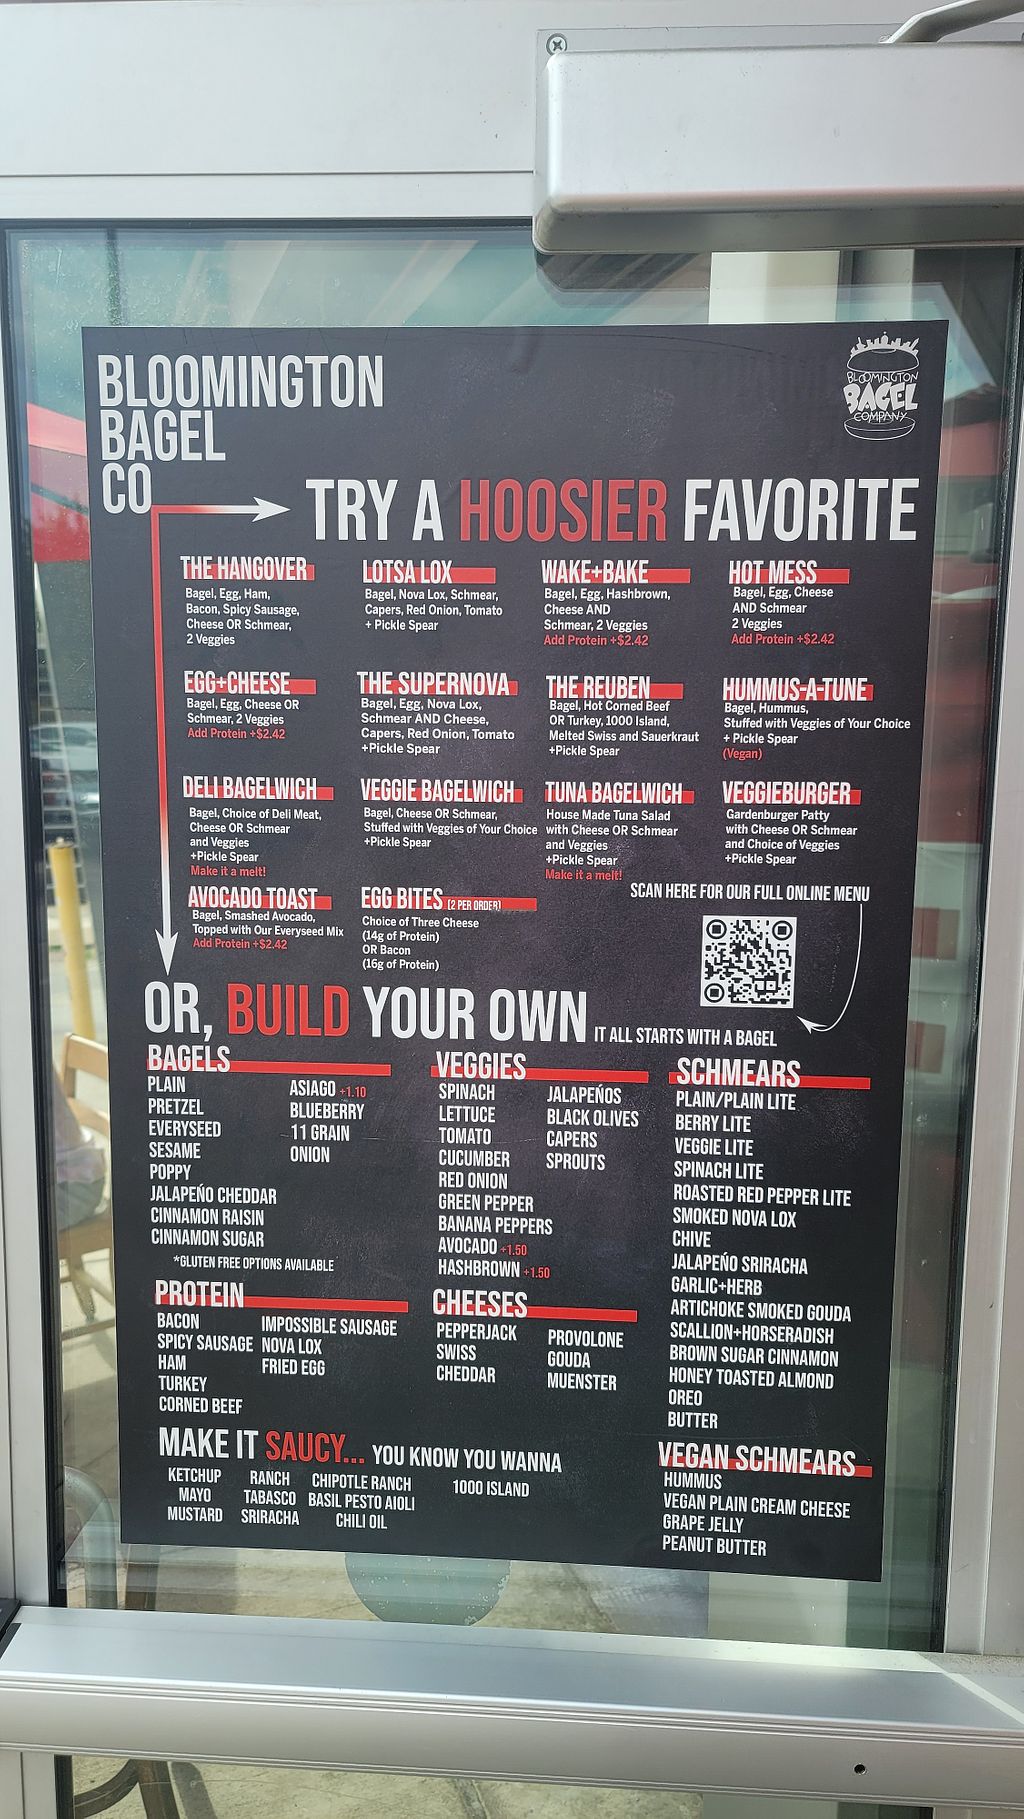 BLOOMINGTON
BAGEL
CO
BLOOMINGTON
BAGEL
COMPANY
TRY A HOOSIER FAVORITE
THE HANGOVER
Bagel, Egg, Ham,
Bacon, Spicy Sausage,
Cheese OR Schmear,
2 Veggies
LOTSA LOX
Bagel, Nova Lox, Schmear,
Capers, Red Onion, Tomato
+ Pickle Spear
WAKE+BAKE
Bagel, Egg, Hashbrown,
Cheese AND
Schmear, 2 Veggies
Add Protein +$2.42
HOT MESS
Bagel, Egg, Cheese
AND Schmear
2 Veggies
Add Protein +$2.42
EGG+CHEESE
Bagel, Egg, Cheese OR
Schmear, 2 Veggies
Add Protein +$2.42
THE SUPERNOVA
Bagel, Egg, Nova Lox,
Schmear AND Cheese,
Capers, Red Onion, Tomato
+Pickle Spear
THE REUBEN
Bagel, Hot Corned Beef
OR Turkey, 1000 Island,
Melted Swiss and Sauerkraut
+Pickle Spear
HUMMUS-A-TUNE
Bagel, Hummus,
Stuffed with Veggies of Your Choice
+ Pickle Spear
(Vegan)
DELI BAGELWICH
Bagel, Choice of Deli Meat,
Cheese OR Schmear
and Veggies
+Pickle Spear
Make it a melt!
VEGGIE BAGELWICH
Bagel, Cheese OR Schmear,
Stuffed with Veggies of Your Choice
+Pickle Spear
TUNA BAGELWICH
House Made Tuna Salad
with Cheese OR Schmear
and Veggies
+Pickle Spear
Make it a melt!
VEGGIEBURGER
Gardenburger Patty
with Cheese OR Schmear
and Choice of Veggies
+Pickle Spear
AVOCADO TOAST
Bagel, Smashed Avocado,
Topped with Our Everyseed Mix
Add Protein +$2.42
EGG BITES (2 PER ORDER)
Choice of Three Cheese
(14g of Protein)
OR Bacon
(16g of Protein)
SCAN HERE FOR OUR FULL ONLINE MENU
OR, BUILD YOUR OWN IT ALL STARTS WITH A BAGEL
BAGELS
PLAIN
PRETZEL
EVERYSEED
SESAME
POPPY
JALAPEÑO CHEDDAR
CINNAMON RAISIN
CINNAMON SUGAR
ASIAGO +1.10
BLUEBERRY
11 GRAIN
ONION
*GLUTEN FREE OPTIONS AVAILABLE
VEGGIES
SPINACH
LETTUCE
TOMATO
CUCUMBER
RED ONION
GREEN PEPPER
BANANA PEPPERS
AVOCADO +1.50
HASHBROWN +1.50
JALAPEÑOS
BLACK OLIVES
CAPERS
SPROUTS
SCHMEARS
PLAIN/PLAIN LITE
BERRY LITE
VEGGIE LITE
SPINACH LITE
ROASTED RED PEPPER LITE
SMOKED NOVA LOX
CHIVE
JALAPEÑO SRIRACHA
GARLIC+HERB
ARTICHOKE SMOKED GOUDA
SCALLION+HORSERADISH
BROWN SUGAR CINNAMON
HONEY TOASTED ALMOND
OREO
BUTTER
PROTEIN
BACON
SPICY SAUSAGE
HAM
TURKEY
CORNED BEEF
IMPOSSIBLE SAUSAGE
NOVA LOX
FRIED EGG
CHEESES
PEPPERJACK
SWISS
CHEDDAR
PROVOLONE
GOUDA
MUENSTER
MAKE IT SAUCY... YOU KNOW YOU WANNA
KETCHUP
MAYO
MUSTARD
RANCH
TABASCO
SRIRACHA
CHIPOTLE RANCH
BASIL PESTO AIOLI
CHILI OIL
1000 ISLAND
VEGAN SCHMEARS
HUMMUS
VEGAN PLAIN CREAM CHEESE
GRAPE JELLY
PEANUT BUTTER